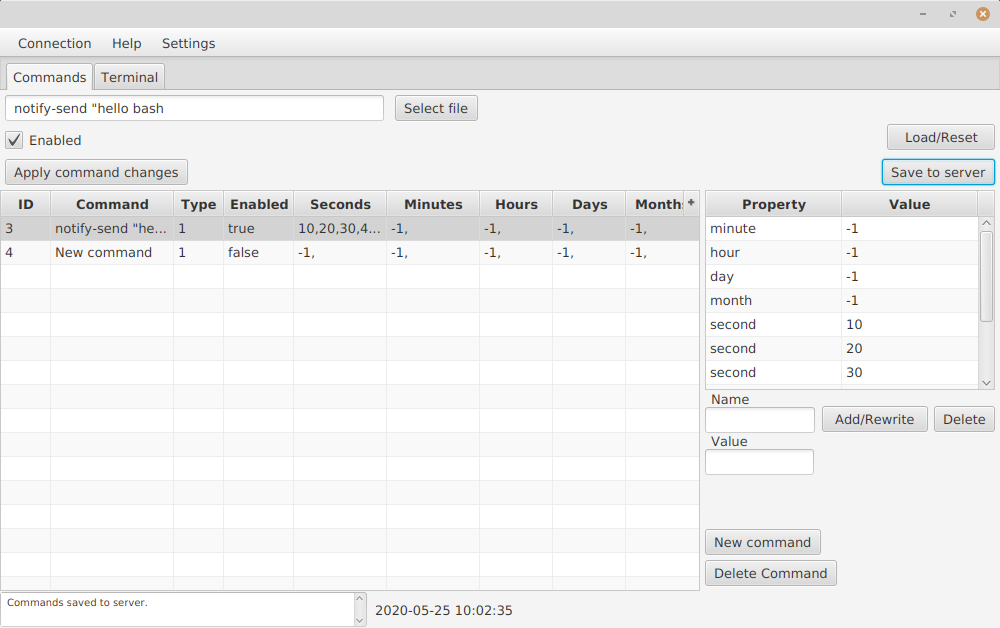 Connection Help Settings
Commands Terminal
notify-send "hello bash Select file
Enabled
Load/Reset
Apply command changes Save to server
ID Command Type Enabled Seconds Minutes Hours Days Month +
3 notify-send "he... 1 true 10,20,30,4... -1, -1, -1, -1,
4 New command 1 false -1, -1, -1, -1, -1,
Property Value
minute -1
hour -1
day -1
month -1
second 10
second 20
second 30
Name
Add/Rewrite Delete
Value
New command
Delete Command
Commands saved to server.
2020-05-25 10:02:35